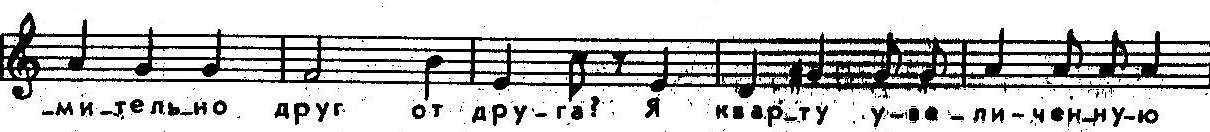 -ми-тель-но друг от дру-га? Я квар-ту у-ве-ли-чен-ну-ю